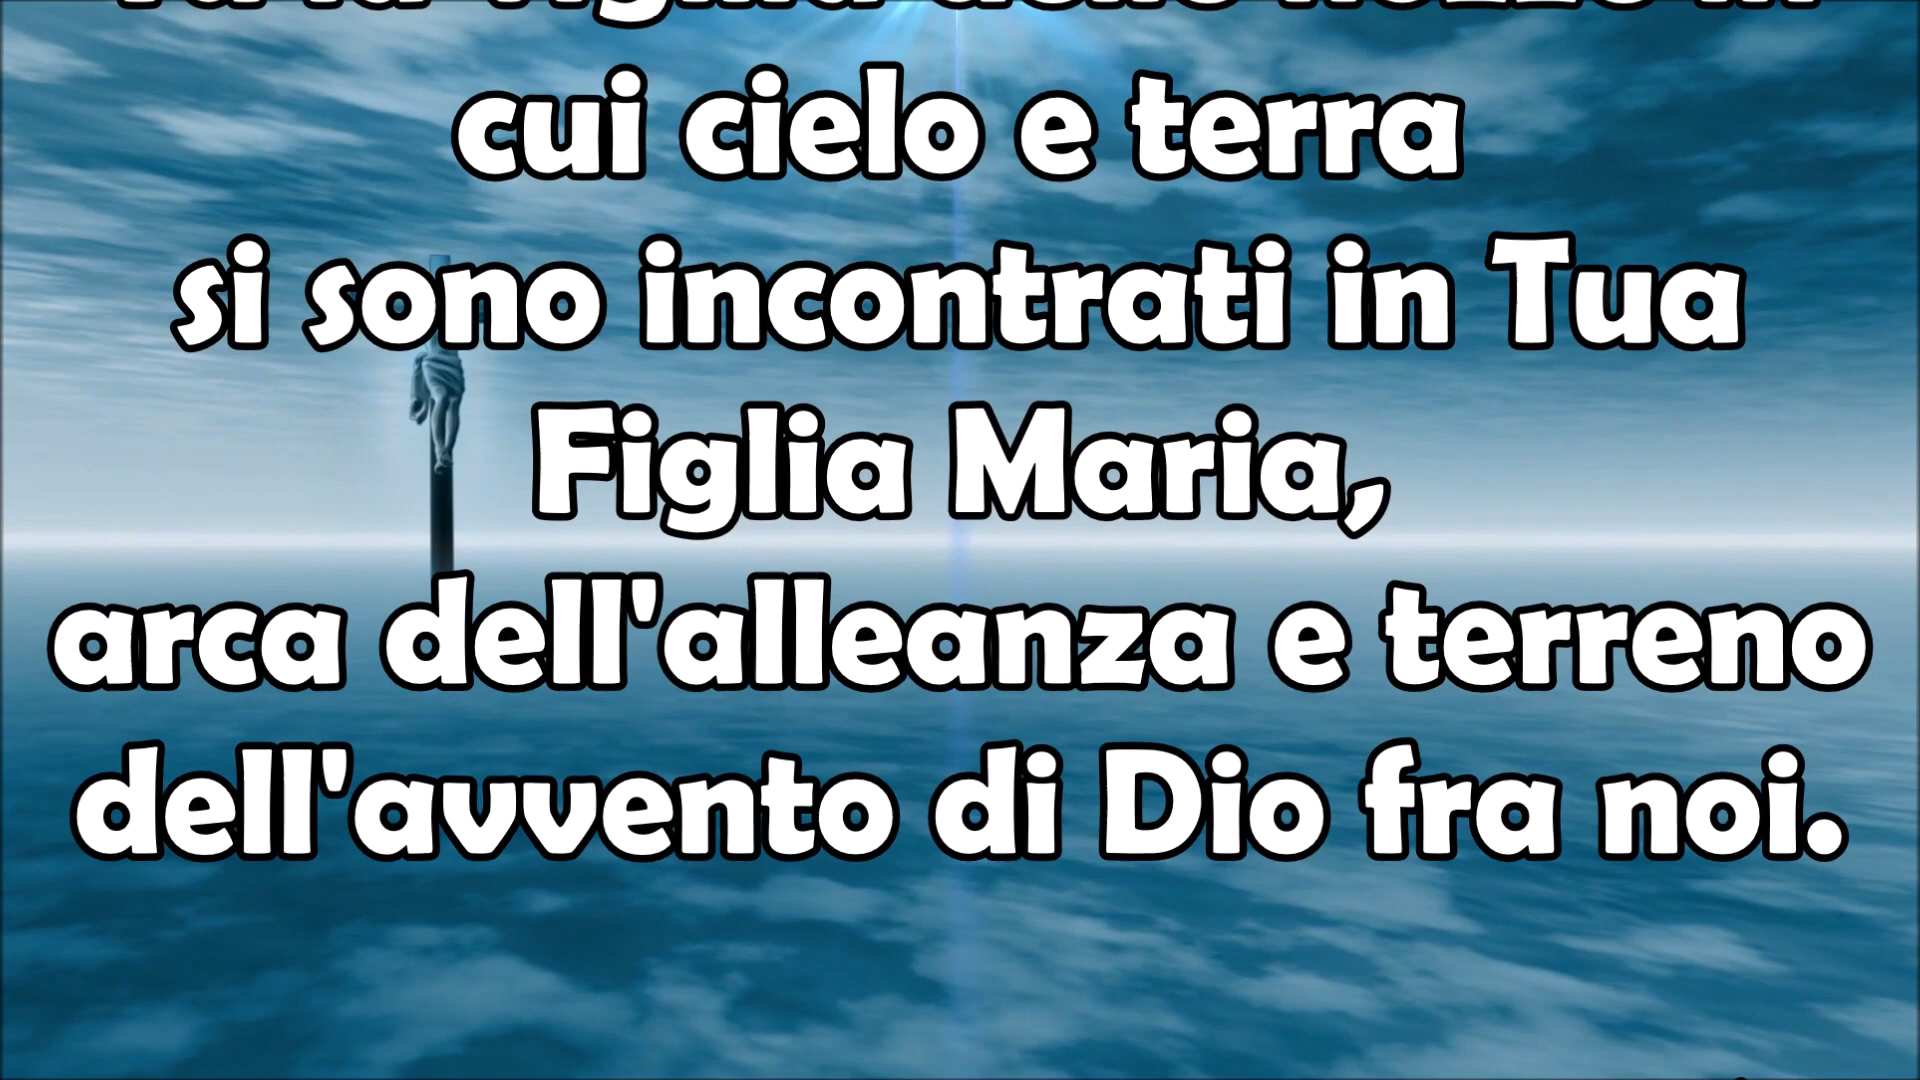 cui cielo e terra
si sono incontrati in Tua
Figlia Maria,
arca dell'alleanza e terreno
dell'avvento di Dio fra noi.